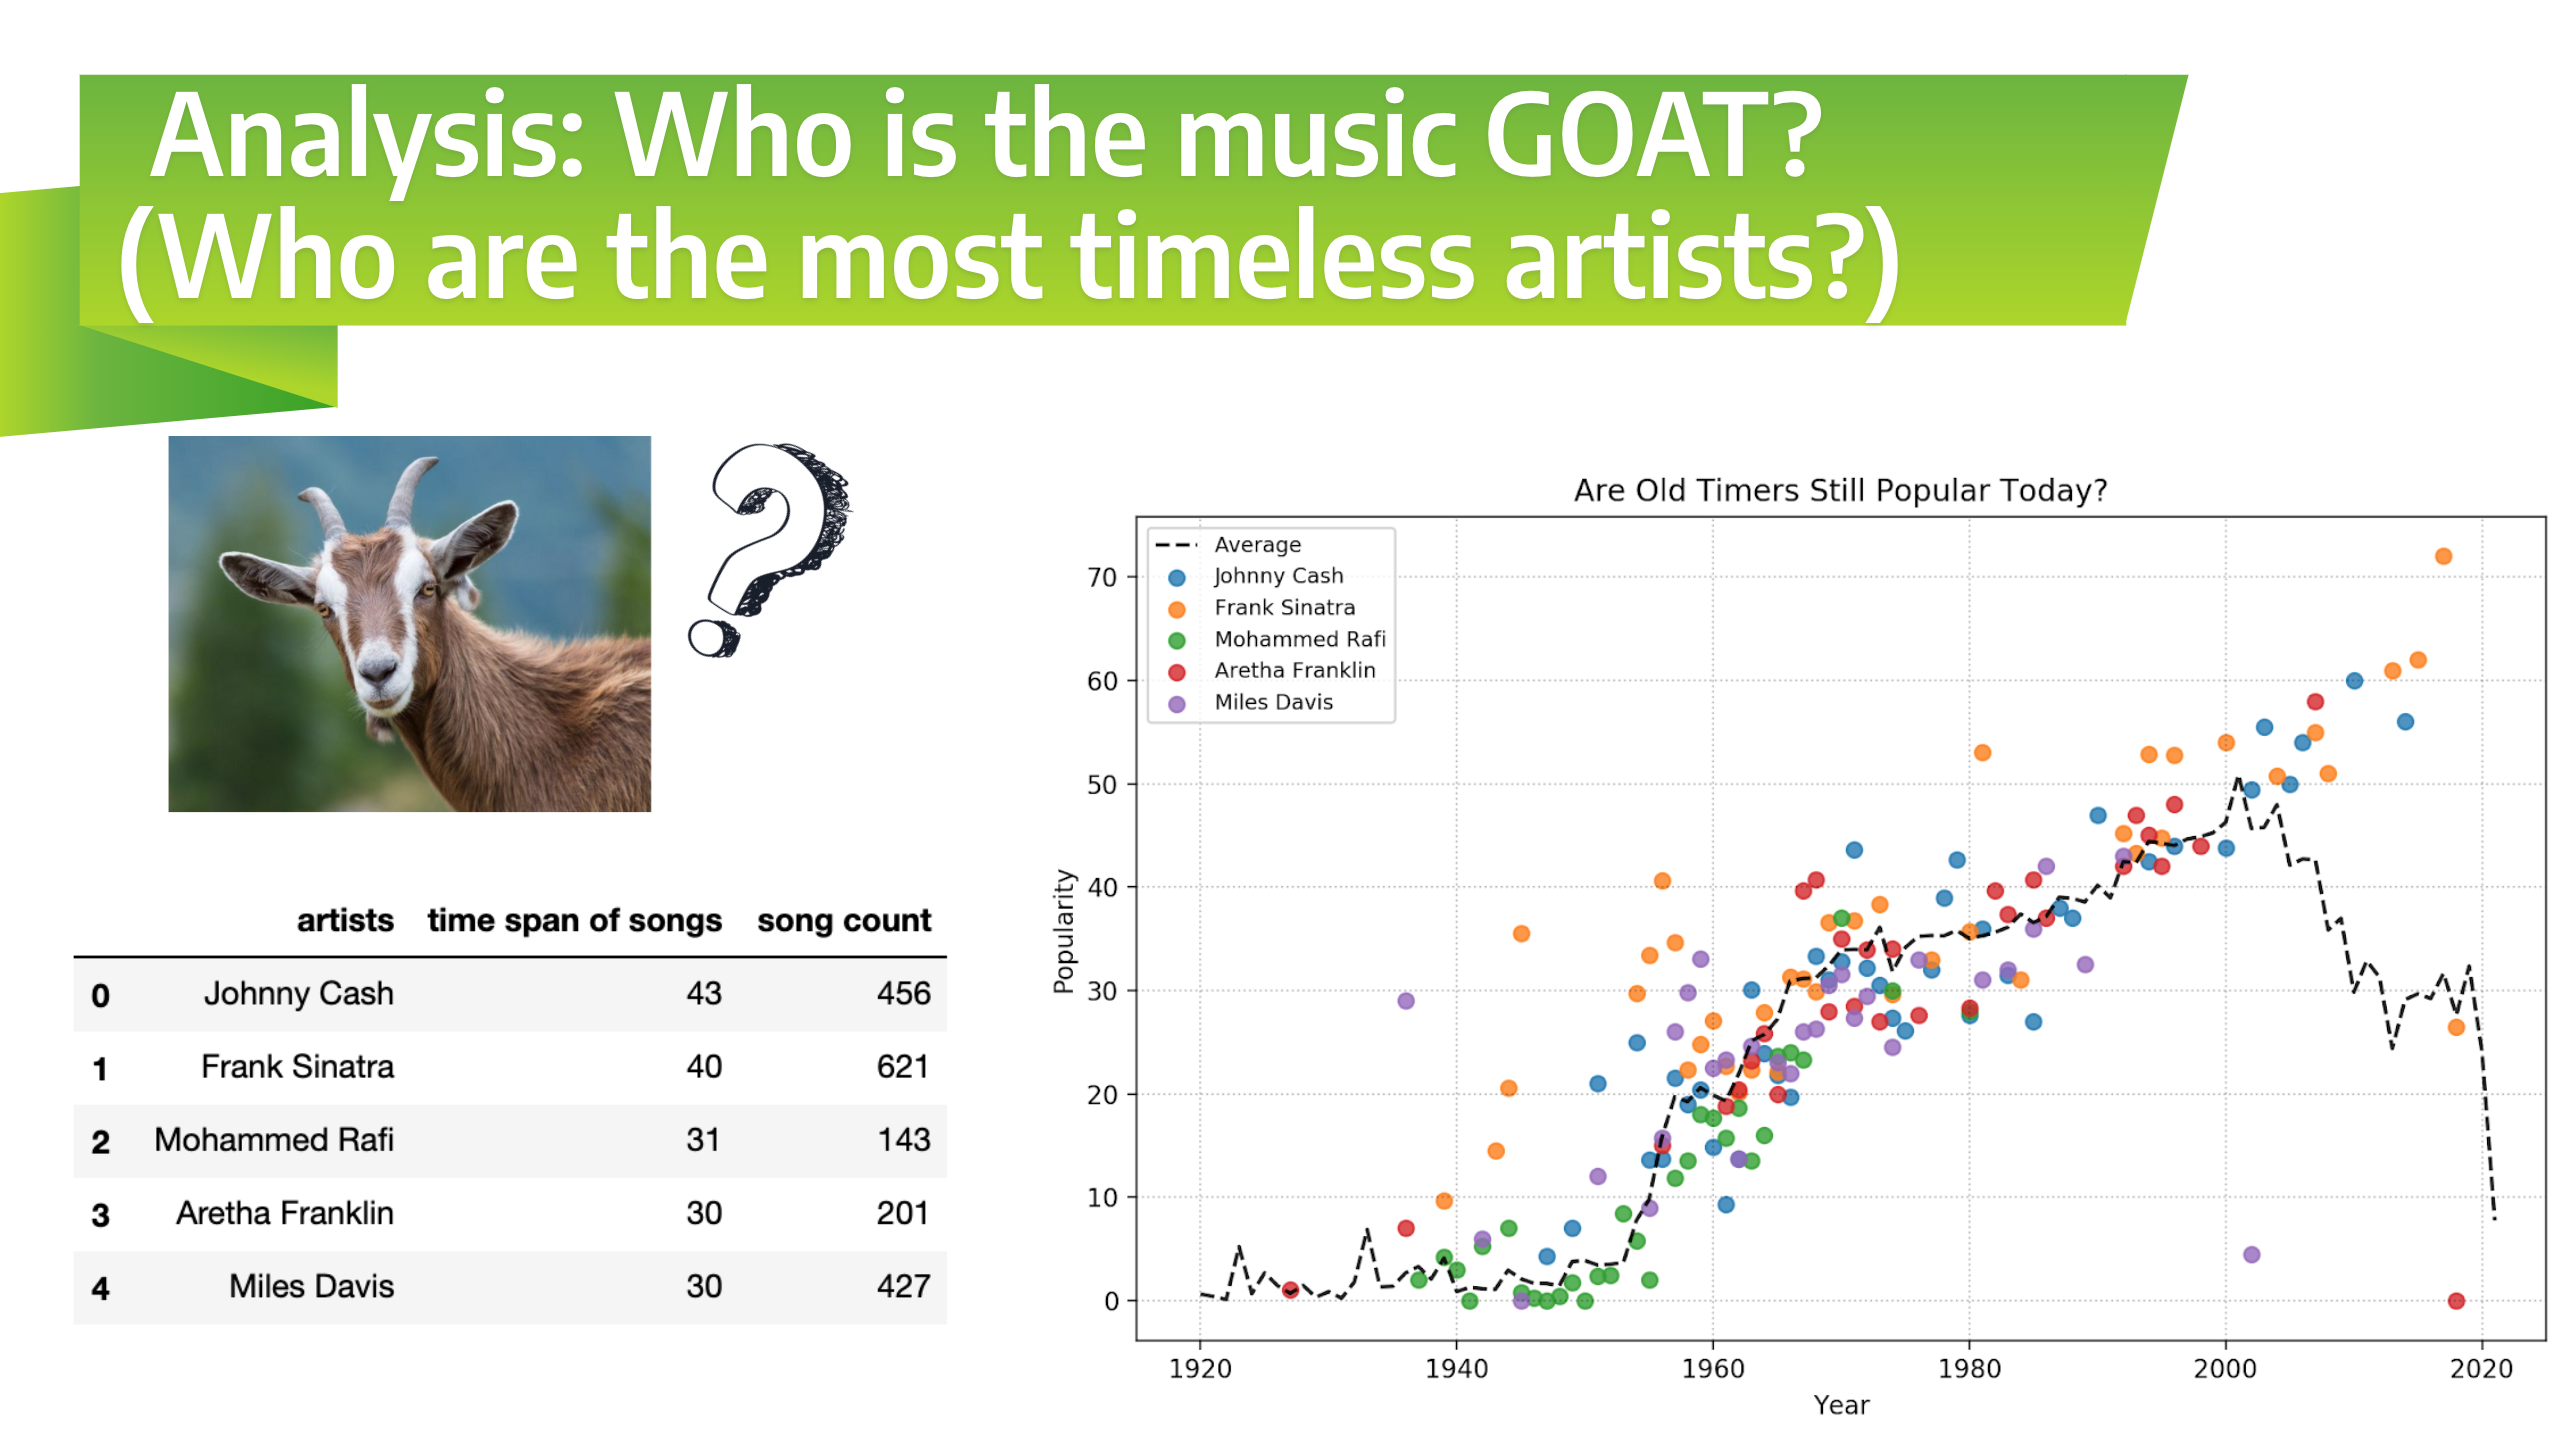 Analysis: Who is the music GOAT?
(Who are the most timeless artists?)
?
artists time span of songs song count
0 Johnny Cash 43 456
1 Frank Sinatra 40 621
2 Mohammed Rafi 31 143
3 Aretha Franklin 30 201
4 Miles Davis 30 427
Are Old Timers Still Popular Today?
Average
Johnny Cash
Frank Sinatra
Mohammed Rafi
Aretha Franklin
Miles Davis
Popularity
70
60
50
40
30
20
10
0
1920 1940 1960 1980 2000 2020
Year